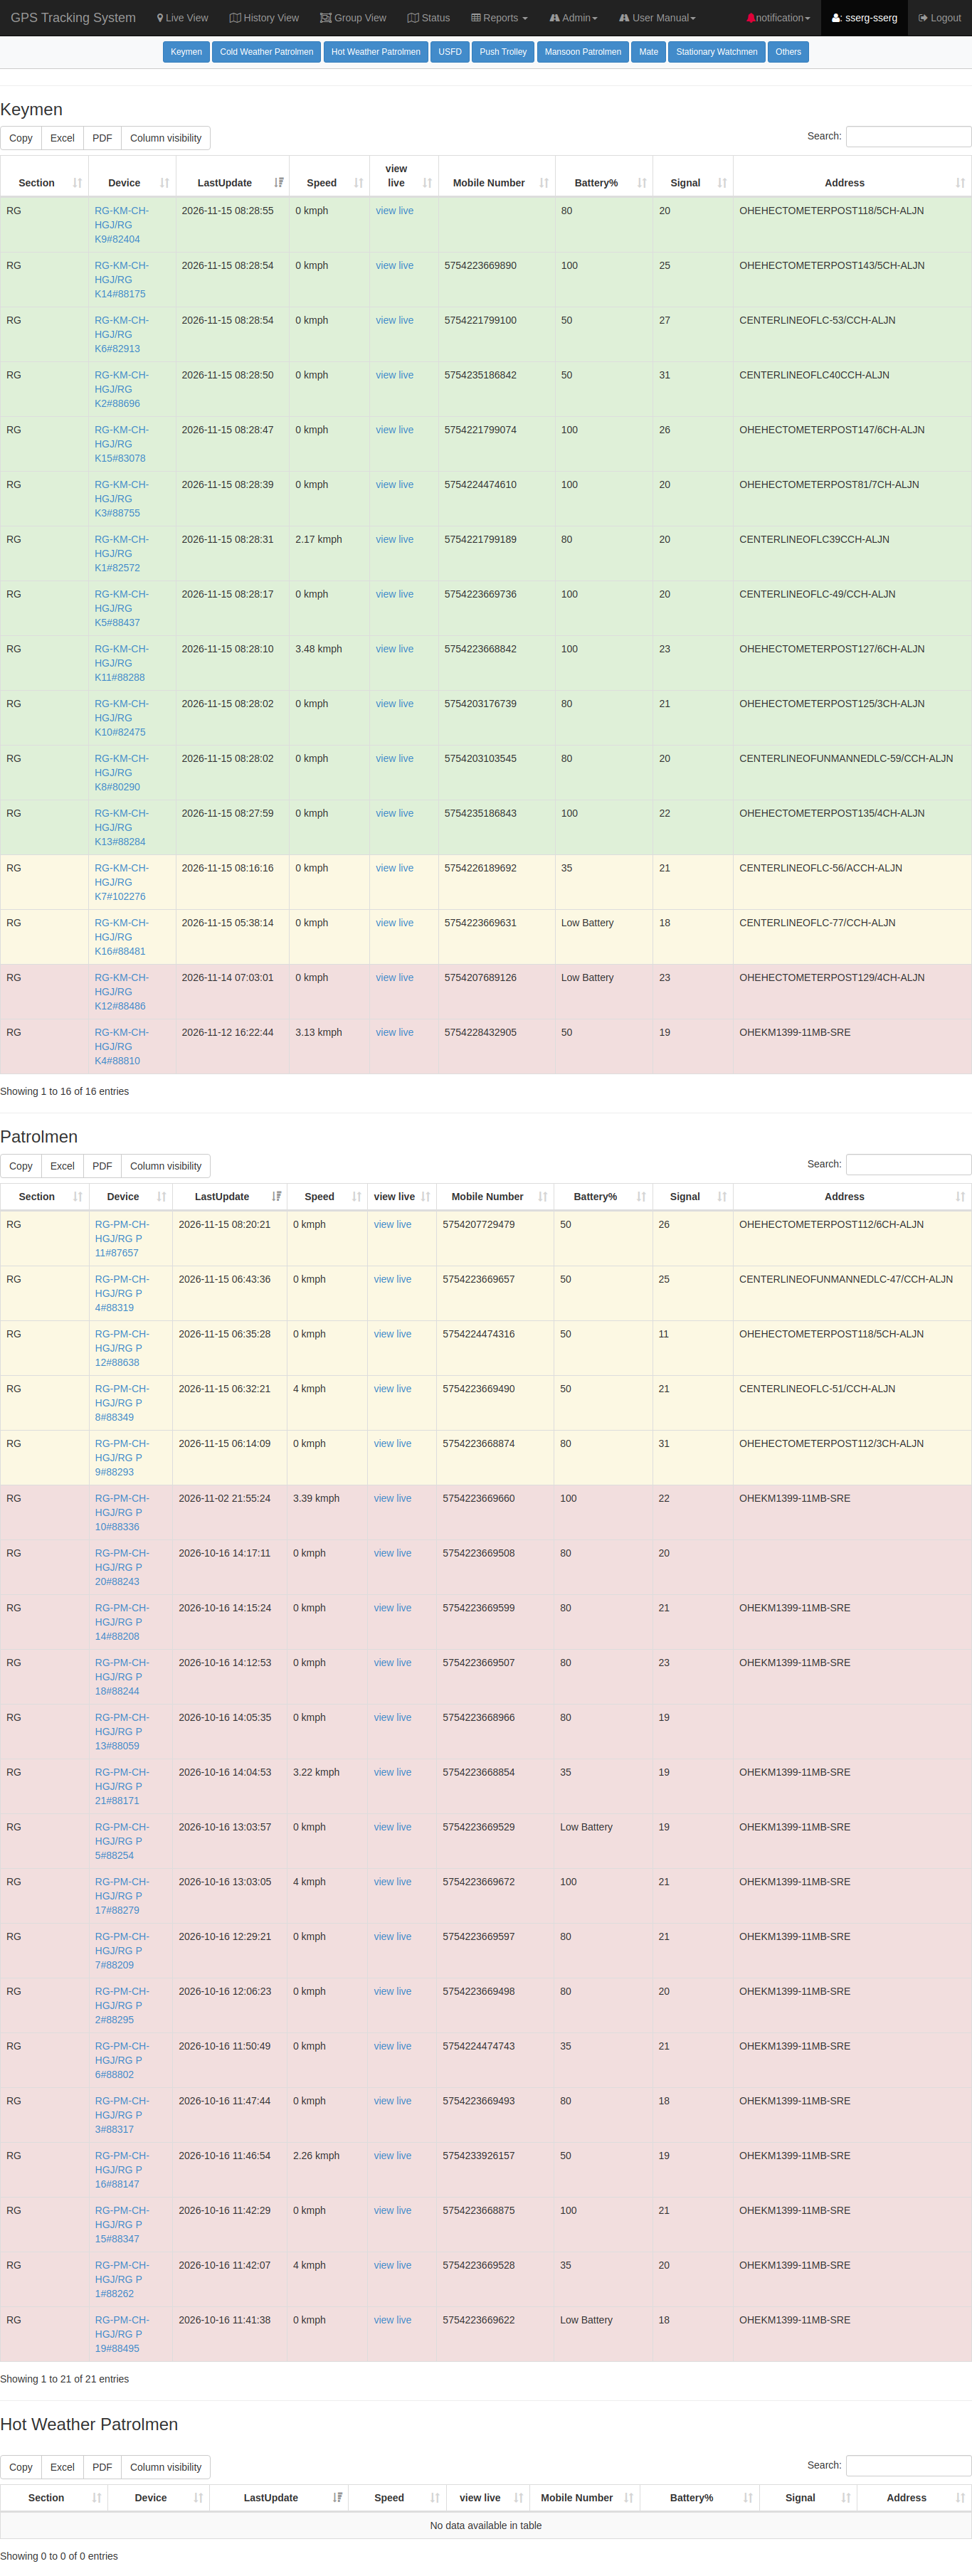 GPS Tracking System Live View History View Group View Status Reports Admin User Manual notification : sserg-sserg Logout
Keymen Cold Weather Patrolmen Hot Weather Patrolmen USFD Push Trolley Mansoon Patrolmen Mate Stationary Watchmen Others
Keymen
Copy Excel PDF Column visibility Search:
Section Device LastUpdate Speed view live Mobile Number Battery% Signal Address
RG RG-KM-CH-HGJ/RG K9#82404 2026-11-15 08:28:55 0 kmph view live 80 20 OHEHECTOMETERPOST118/5CH-ALJN
RG RG-KM-CH-HGJ/RG K14#88175 2026-11-15 08:28:54 0 kmph view live 5754223669890 100 25 OHEHECTOMETERPOST143/5CH-ALJN
RG RG-KM-CH-HGJ/RG K6#82913 2026-11-15 08:28:54 0 kmph view live 5754221799100 50 27 CENTERLINEOFLC-53/CCH-ALJN
RG RG-KM-CH-HGJ/RG K2#88696 2026-11-15 08:28:50 0 kmph view live 5754235186842 50 31 CENTERLINEOFLC40CCH-ALJN
RG RG-KM-CH-HGJ/RG K15#83078 2026-11-15 08:28:47 0 kmph view live 5754221799074 100 26 OHEHECTOMETERPOST147/6CH-ALJN
RG RG-KM-CH-HGJ/RG K3#88755 2026-11-15 08:28:39 0 kmph view live 5754224474610 100 20 OHEHECTOMETERPOST81/7CH-ALJN
RG RG-KM-CH-HGJ/RG K1#82572 2026-11-15 08:28:31 2.17 kmph view live 5754221799189 80 20 CENTERLINEOFLC39CCH-ALJN
RG RG-KM-CH-HGJ/RG K5#88437 2026-11-15 08:28:17 0 kmph view live 5754223669736 100 20 CENTERLINEOFLC-49/CCH-ALJN
RG RG-KM-CH-HGJ/RG K11#88288 2026-11-15 08:28:10 3.48 kmph view live 5754223668842 100 23 OHEHECTOMETERPOST127/6CH-ALJN
RG RG-KM-CH-HGJ/RG K10#82475 2026-11-15 08:28:02 0 kmph view live 5754203176739 80 21 OHEHECTOMETERPOST125/3CH-ALJN
RG RG-KM-CH-HGJ/RG K8#80290 2026-11-15 08:28:02 0 kmph view live 5754203103545 80 20 CENTERLINEOFUNMANNEDLC-59/CCH-ALJN
RG RG-KM-CH-HGJ/RG K13#88284 2026-11-15 08:27:59 0 kmph view live 5754235186843 100 22 OHEHECTOMETERPOST135/4CH-ALJN
RG RG-KM-CH-HGJ/RG K7#102276 2026-11-15 08:16:16 0 kmph view live 5754226189692 35 21 CENTERLINEOFLC-56/ACCH-ALJN
RG RG-KM-CH-HGJ/RG K16#88481 2026-11-15 05:38:14 0 kmph view live 5754223669631 Low Battery 18 CENTERLINEOFLC-77/CCH-ALJN
RG RG-KM-CH-HGJ/RG K12#88486 2026-11-14 07:03:01 0 kmph view live 5754207689126 Low Battery 23 OHEHECTOMETERPOST129/4CH-ALJN
RG RG-KM-CH-HGJ/RG K4#88810 2026-11-12 16:22:44 3.13 kmph view live 5754228432905 50 19 OHEKM1399-11MB-SRE
Showing 1 to 16 of 16 entries
Patrolmen
Copy Excel PDF Column visibility Search:
Section Device LastUpdate Speed view live Mobile Number Battery% Signal Address
RG RG-PM-CH-HGJ/RG P 11#87657 2026-11-15 08:20:21 0 kmph view live 5754207729479 50 26 OHEHECTOMETERPOST112/6CH-ALJN
RG RG-PM-CH-HGJ/RG P 4#88319 2026-11-15 06:43:36 0 kmph view live 5754223669657 50 25 CENTERLINEOFUNMANNEDLC-47/CCH-ALJN
RG RG-PM-CH-HGJ/RG P 12#88638 2026-11-15 06:35:28 0 kmph view live 5754224474316 50 11 OHEHECTOMETERPOST118/5CH-ALJN
RG RG-PM-CH-HGJ/RG P 8#88349 2026-11-15 06:32:21 4 kmph view live 5754223669490 50 21 CENTERLINEOFLC-51/CCH-ALJN
RG RG-PM-CH-HGJ/RG P 9#88293 2026-11-15 06:14:09 0 kmph view live 5754223668874 80 31 OHEHECTOMETERPOST112/3CH-ALJN
RG RG-PM-CH-HGJ/RG P 10#88336 2026-11-02 21:55:24 3.39 kmph view live 5754223669660 100 22 OHEKM1399-11MB-SRE
RG RG-PM-CH-HGJ/RG P 20#88243 2026-10-16 14:17:11 0 kmph view live 5754223669508 80 20
RG RG-PM-CH-HGJ/RG P 14#88208 2026-10-16 14:15:24 0 kmph view live 5754223669599 80 21 OHEKM1399-11MB-SRE
RG RG-PM-CH-HGJ/RG P 18#88244 2026-10-16 14:12:53 0 kmph view live 5754223669507 80 23 OHEKM1399-11MB-SRE
RG RG-PM-CH-HGJ/RG P 13#88059 2026-10-16 14:05:35 0 kmph view live 5754223668966 80 19
RG RG-PM-CH-HGJ/RG P 21#88171 2026-10-16 14:04:53 3.22 kmph view live 5754223668854 35 19 OHEKM1399-11MB-SRE
RG RG-PM-CH-HGJ/RG P 5#88254 2026-10-16 13:03:57 0 kmph view live 5754223669529 Low Battery 19 OHEKM1399-11MB-SRE
RG RG-PM-CH-HGJ/RG P 17#88279 2026-10-16 13:03:05 4 kmph view live 5754223669672 100 21 OHEKM1399-11MB-SRE
RG RG-PM-CH-HGJ/RG P 7#88209 2026-10-16 12:29:21 0 kmph view live 5754223669597 80 21 OHEKM1399-11MB-SRE
RG RG-PM-CH-HGJ/RG P 2#88295 2026-10-16 12:06:23 0 kmph view live 5754223669498 80 20 OHEKM1399-11MB-SRE
RG RG-PM-CH-HGJ/RG P 6#88802 2026-10-16 11:50:49 0 kmph view live 5754224474743 35 21 OHEKM1399-11MB-SRE
RG RG-PM-CH-HGJ/RG P 3#88317 2026-10-16 11:47:44 0 kmph view live 5754223669493 80 18 OHEKM1399-11MB-SRE
RG RG-PM-CH-HGJ/RG P 16#88147 2026-10-16 11:46:54 2.26 kmph view live 5754233926157 50 19 OHEKM1399-11MB-SRE
RG RG-PM-CH-HGJ/RG P 15#88347 2026-10-16 11:42:29 0 kmph view live 5754223668875 100 21 OHEKM1399-11MB-SRE
RG RG-PM-CH-HGJ/RG P 1#88262 2026-10-16 11:42:07 4 kmph view live 5754223669528 35 20 OHEKM1399-11MB-SRE
RG RG-PM-CH-HGJ/RG P 19#88495 2026-10-16 11:41:38 0 kmph view live 5754223669622 Low Battery 18 OHEKM1399-11MB-SRE
Showing 1 to 21 of 21 entries
Hot Weather Patrolmen
Copy Excel PDF Column visibility Search:
Section Device LastUpdate Speed view live Mobile Number Battery% Signal Address
No data available in table
Showing 0 to 0 of 0 entries